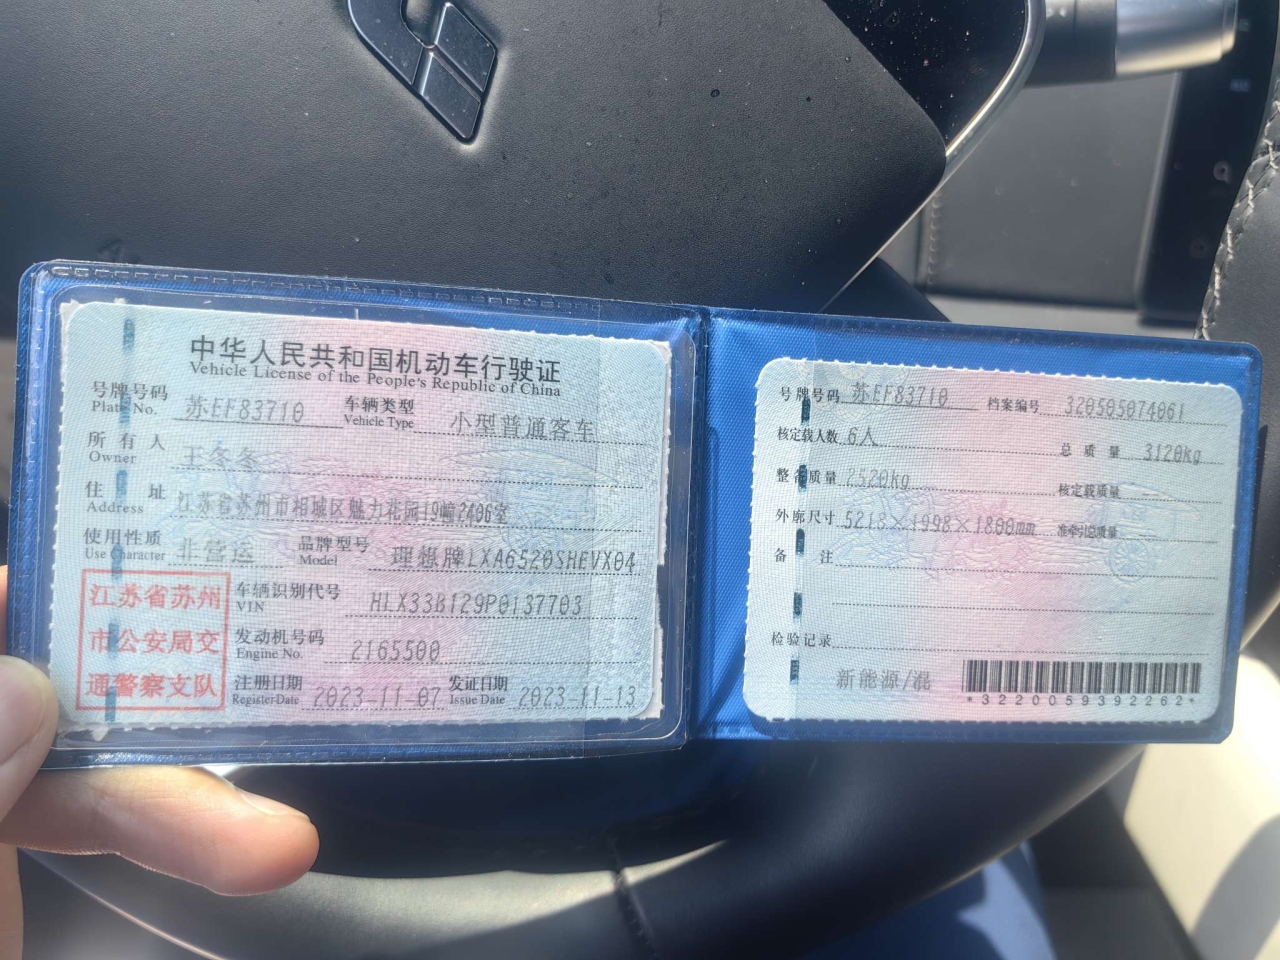 中华人民共和国机动车行驶证
Vehicle License of the People's Republic of China
号牌号码 苏EF83710 车辆类型 小型普通客车
Plate No. Vehicle Type
所有人 王冬冬
Owner
住址 江苏省苏州市相城区魅力花园19幢2406室
Address
使用性质 非营运 品牌型号 理想牌LXA6520SHEVX04
Use Character Model
江苏省苏州
市公安局交
通警察支队
车辆识别代号 HLX33B129P0137703
VIN
发动机号码 2165500
Engine No.
注册日期 2023-11-07 发证日期 2023-11-13
Register Date Issue Date
号牌号码 苏EF83710 档案编号 320505074061
核定载人数 6人 总质量 3120kg
整备质量 2520kg 核定载质量 --
外廓尺寸 5218×1998×1800mm 准牵引总质量 --
备注
检验记录
新能源/混
*3220059392262*